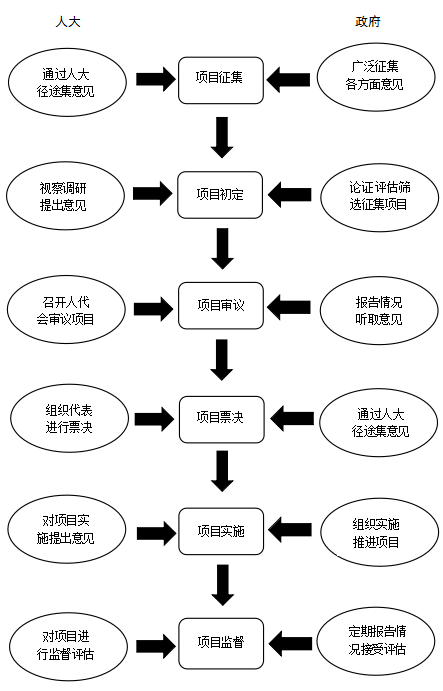 人大
政府
通过人大
径途集意见
项目征集
广泛征集
各方面意见
视察调研
提出意见
项目初定
论证评估筛
选征集项目
召开人代
会审议项目
项目审议
报告情况
听取意见
组织代表
进行票决
项目票决
通过人大
径途集意见
对项目实
施提出意见
项目实施
组织实施
推进项目
对项目进
行监督评估
项目监督
定期报告情
况接受评估